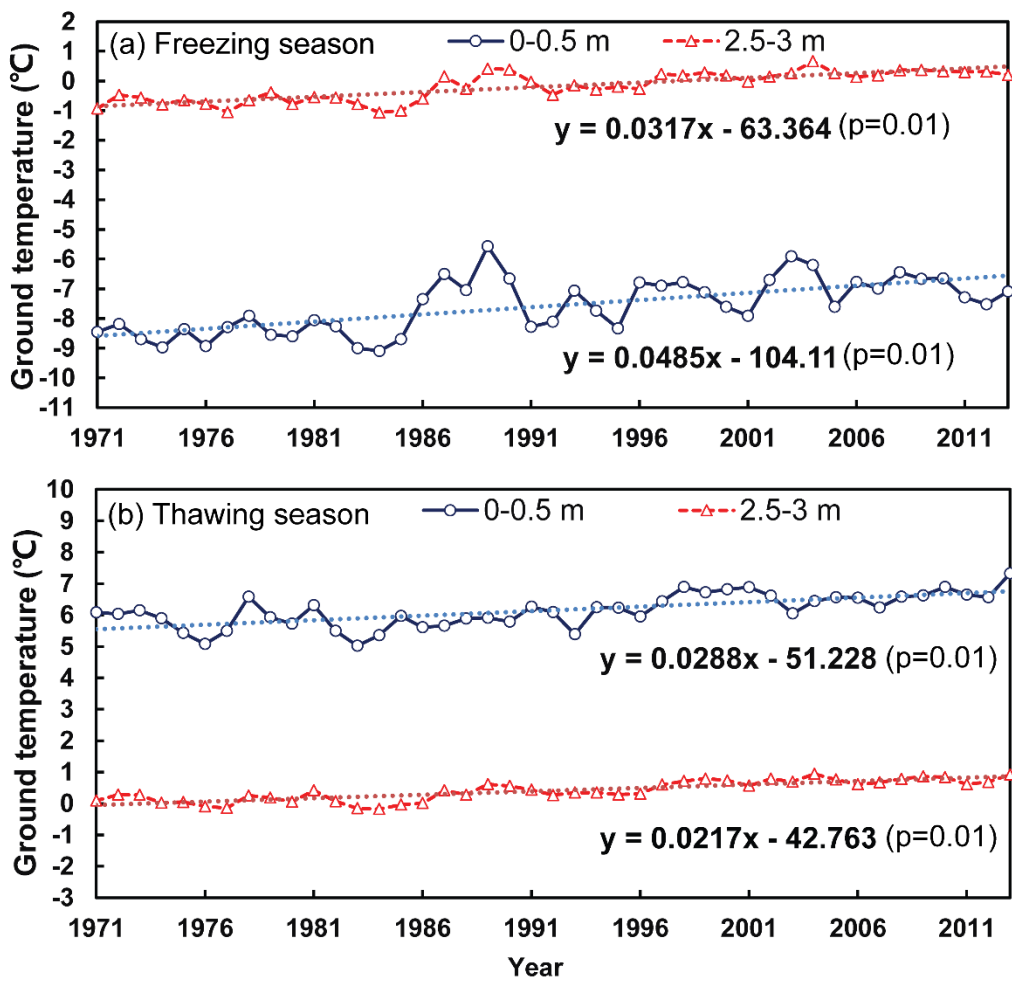 (a) Freezing season 0-0.5 m 2.5-3 m
Ground temperature (℃)
2
1
0
-1
-2
-3
-4
-5
-6
-7
-8
-9
-10
-11
y = 0.0317x - 63.364 (p=0.01)
y = 0.0485x - 104.11 (p=0.01)
1971 1976 1981 1986 1991 1996 2001 2006 2011
(b) Thawing season 0-0.5 m 2.5-3 m
Ground temperature (℃)
10
9
8
7
6
5
4
3
2
1
0
-1
-2
-3
y = 0.0288x - 51.228 (p=0.01)
y = 0.0217x - 42.763 (p=0.01)
1971 1976 1981 1986 1991 1996 2001 2006 2011
Year